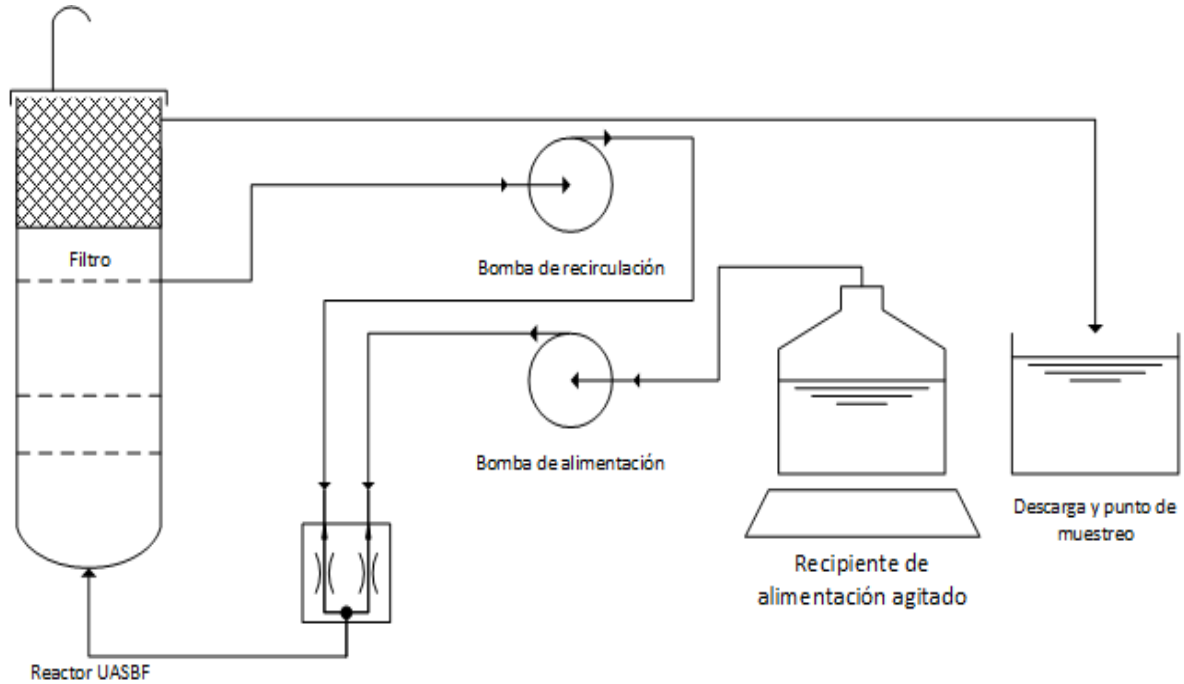 Filtro
Bomba de recirculación
Bomba de alimentación
Descarga y punto de
muestreo
Recipiente de
alimentación agitado
Reactor UASBF